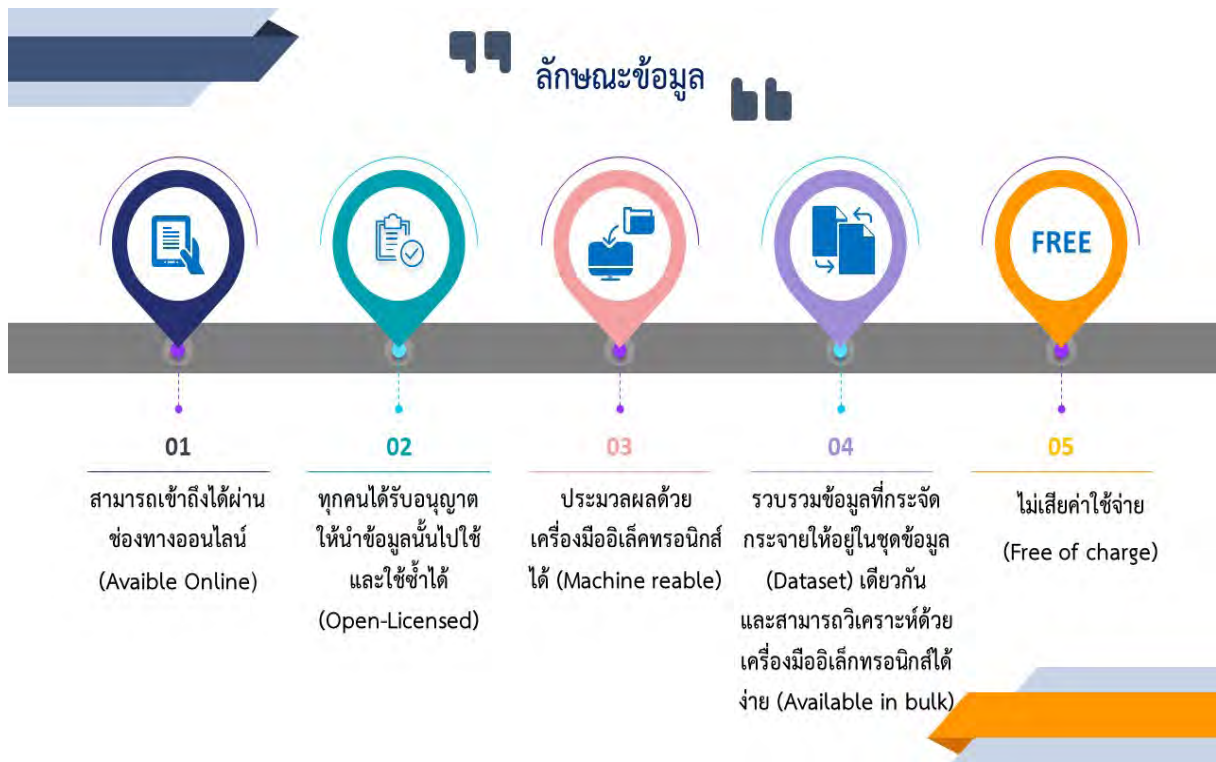 ลักษณะข้อมูล
FREE
01
สามารถเข้าถึงได้ผ่าน
ช่องทางออนไลน์
(Avaible Online)
02
ทุกคนได้รับอนุญาต
ให้นำข้อมูลนั้นไปใช้
และใช้ซ้ำได้
(Open-Licensed)
03
ประมวลผลด้วย
เครื่องมืออิเล็คทรอนิกส์
ได้ (Machine reable)
04
รวบรวมข้อมูลที่กระจัด
กระจายให้อยู่ในชุดข้อมูล
(Dataset) เดียวกัน
และสามารถวิเคราะห์ด้วย
เครื่องมืออิเล็กทรอนิกส์ได้
ง่าย (Available in bulk)
05
ไม่เสียค่าใช้จ่าย
(Free of charge)